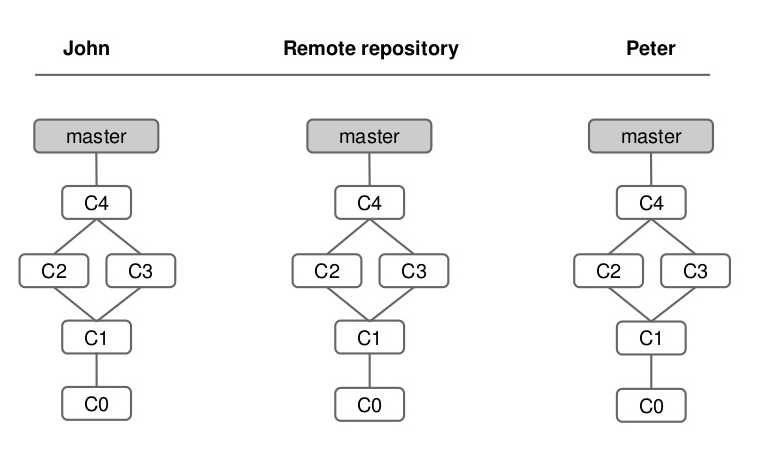 John Remote repository Peter
master master master
C4 C4 C4
C2 C3 C2 C3 C2 C3
C1 C1 C1
C0 C0 C0